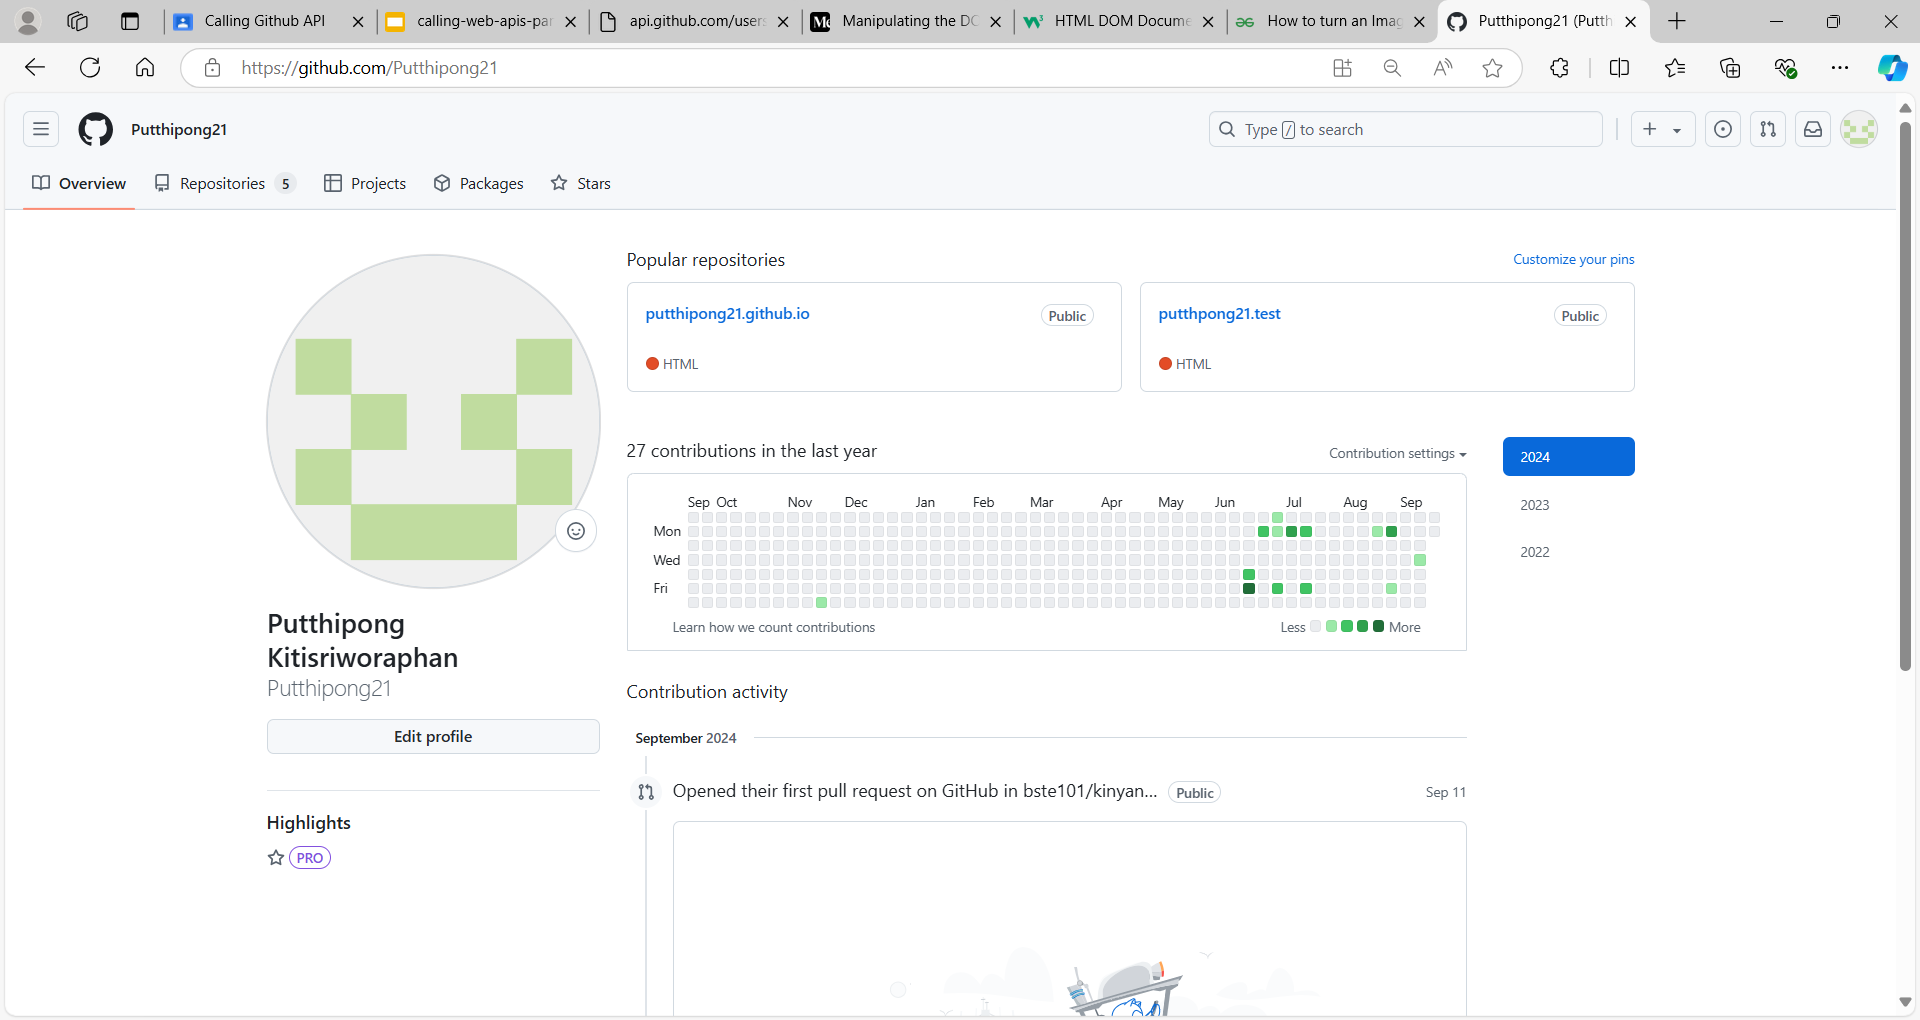 Calling Github API
calling-web-apis-par
api.github.com/users
Manipulating the DO
HTML DOM Docume
How to turn an Imag
Putthipong21 (Putth
https://github.com/Putthipong21
Putthipong21
Type / to search
Overview
Repositories 5
Projects
Packages
Stars
Popular repositories
Customize your pins
putthipong21.github.io
Public
HTML
putthpong21.test
Public
HTML
27 contributions in the last year
Contribution settings
2024
2023
2022
Sep Oct Nov Dec Jan Feb Mar Apr May Jun Jul Aug Sep
Mon
Wed
Fri
Learn how we count contributions
Less More
Putthipong
Kitisriworaphan
Putthipong21
Edit profile
Highlights
PRO
Contribution activity
September 2024
Opened their first pull request on GitHub in bste101/kinyan... Public Sep 11